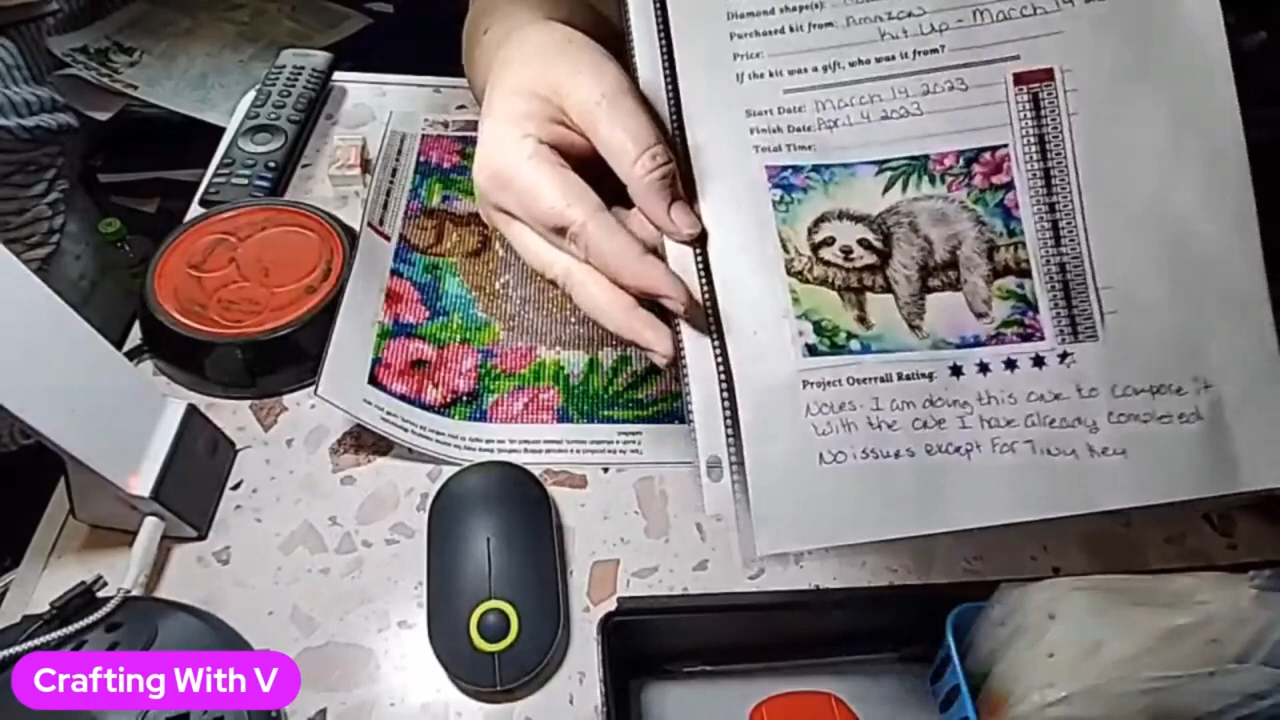 Diamond shape(s):
Purchased kit from: Amazon
Kit Up - March 14
Price:
If the kit was a gift, who was it from?
Start Date: March 14, 2023
Finish Date: April 4 2023
Total Time:
Project Overrall Rating:
Notes - I am doing this one to compare it
with the one I have already completed
No issues except for Tiny key
Crafting With V